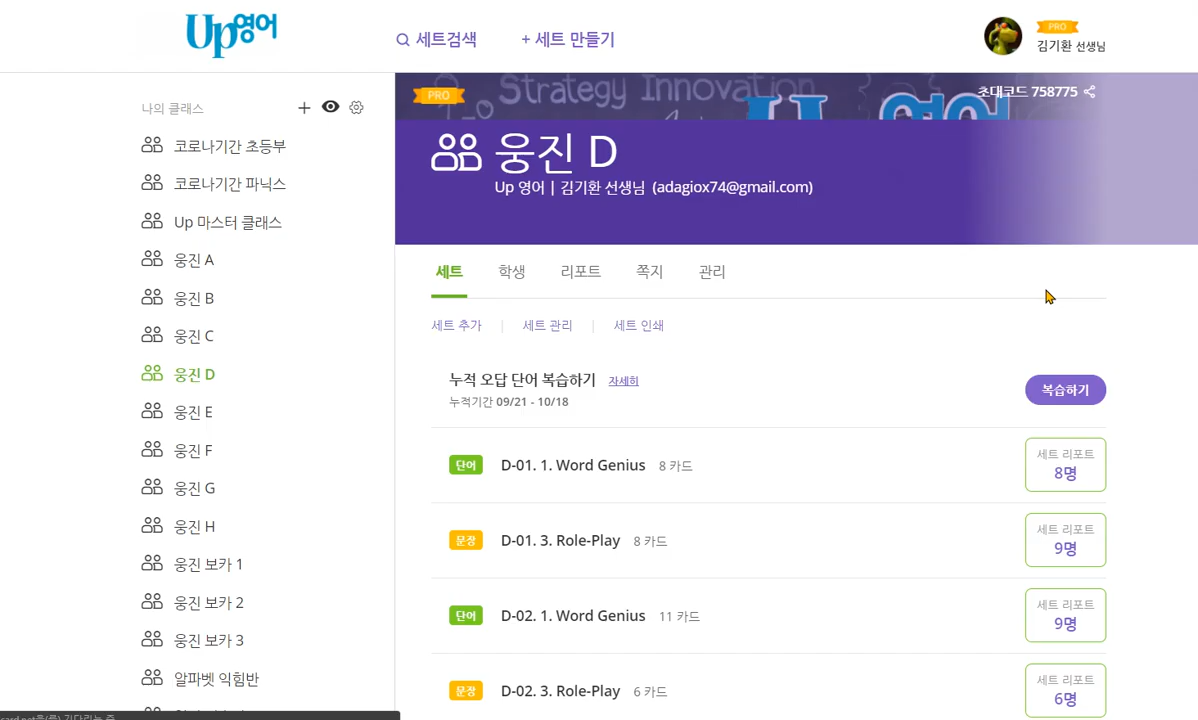 Up영어
세트검색
+ 세트 만들기
PRO
김기환 선생님
나의 클래스
코로나기간 초등부
코로나기간 파닉스
Up 마스터 클래스
웅진 A
웅진 B
웅진 C
웅진 D
웅진 E
웅진 F
웅진 G
웅진 H
웅진 보카 1
웅진 보카 2
웅진 보카 3
알파벳 익힘반
PRO
Strategy Innovation
초대코드 758775
웅진 D
Up 영어 | 김기환 선생님 (adagiox74@gmail.com)
세트 학생 리포트 쪽지 관리
세트 추가 | 세트 관리 | 세트 인쇄
누적 오답 단어 복습하기 자세히
누적기간 09/21 - 10/18
복습하기
단어 D-01. 1. Word Genius 8 카드
세트 리포트
8명
문장 D-01. 3. Role-Play 8 카드
세트 리포트
9명
단어 D-02. 1. Word Genius 11 카드
세트 리포트
9명
문장 D-02. 3. Role-Play 6 카드
세트 리포트
6명